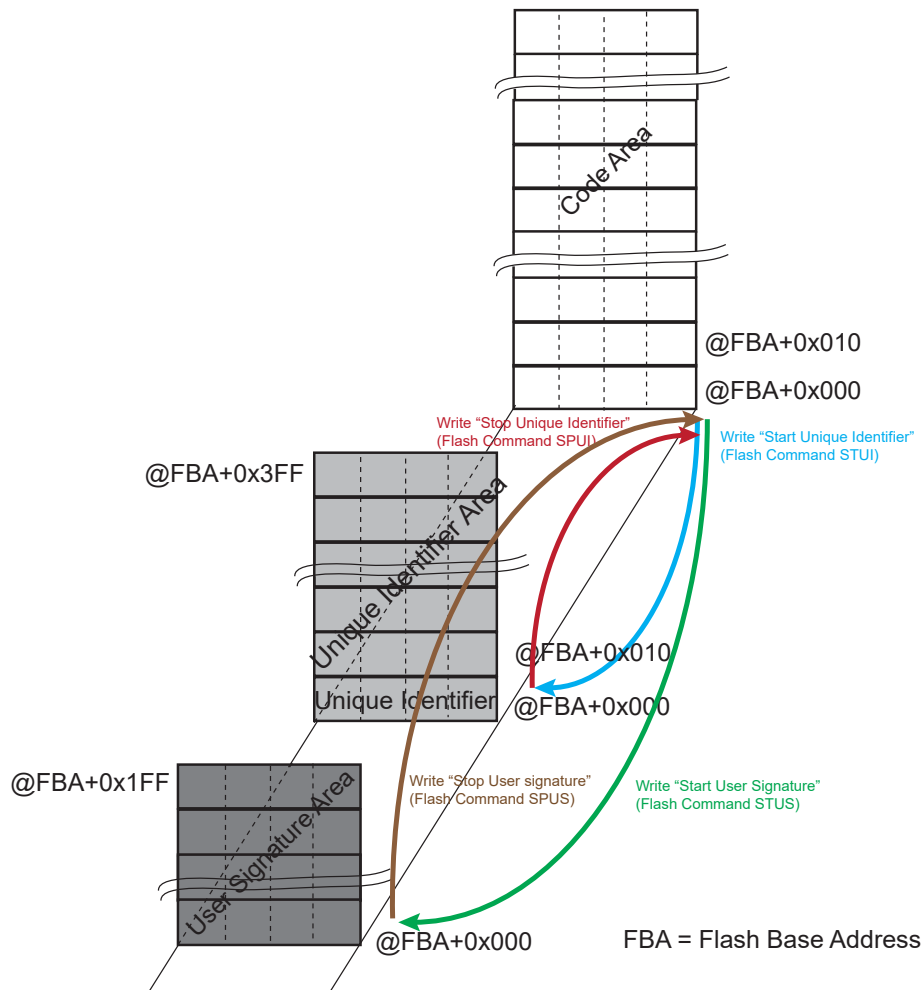 Code Area
@FBA+0x010
@FBA+0x000
Write “Stop Unique Identifier”
(Flash Command SPUI)
Write “Start Unique Identifier”
(Flash Command STUI)
@FBA+0x3FF
Unique Identifier Area
@FBA+0x010
Unique Identifier
@FBA+0x000
@FBA+0x1FF
User Signature Area
Write “Stop User signature”
(Flash Command SPUS)
Write “Start User Signature”
(Flash Command STUS)
@FBA+0x000
FBA = Flash Base Address